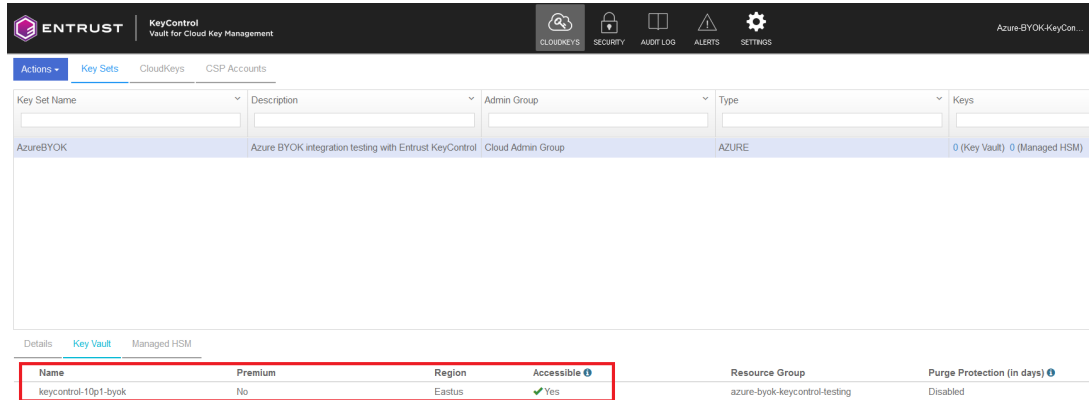 ENTRUST
KeyControl
Vault for Cloud Key Management
CLOUDKEYS SECURITY AUDIT LOG ALERTS SETTINGS
Azure-BYOK-KeyCon...
Actions Key Sets CloudKeys CSP Accounts
Key Set Name Description Admin Group Type Keys
AzureBYOK Azure BYOK integration testing with Entrust KeyControl Cloud Admin Group AZURE 0 (Key Vault) 0 (Managed HSM)
Details Key Vault Managed HSM
Name Premium Region Accessible Resource Group Purge Protection (in days)
keycontrol-10p1-byok No Eastus Yes azure-byok-keycontrol-testing Disabled